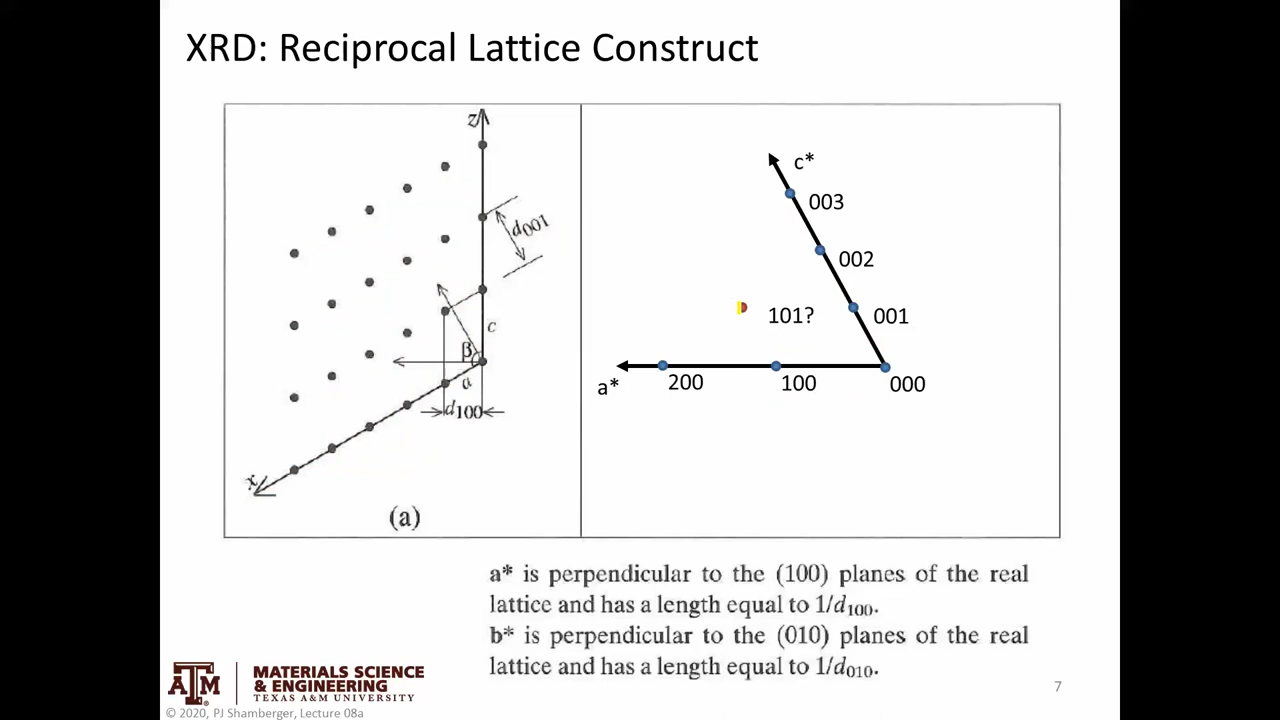 XRD: Reciprocal Lattice Construct
z
d001
c
β
a
d100
x
(a)
c*
003
002
101?
001
a*
200
100
000
a* is perpendicular to the (100) planes of the real
lattice and has a length equal to 1/d100.
b* is perpendicular to the (010) planes of the real
lattice and has a length equal to 1/d010.
ATM
MATERIALS SCIENCE
& ENGINEERING
TEXAS A&M UNIVERSITY
7
© 2020, PJ Shamberger, Lecture 08a